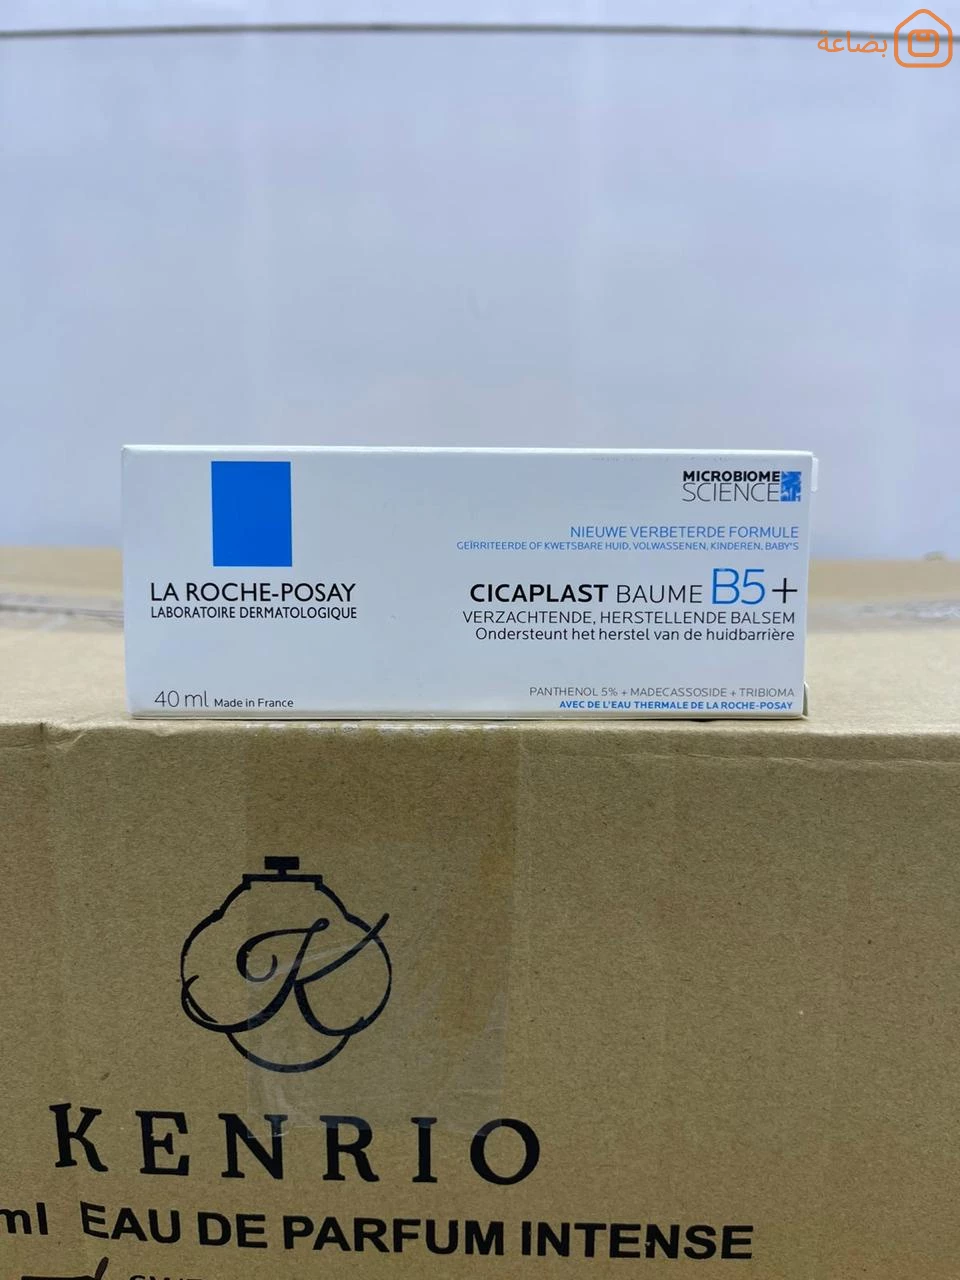 بضاعة
MICROBIOME
SCIENCE
NIEUWE VERBETERDE FORMULE
GEÏRRITEERDE OF KWETSBARE HUID, VOLWASSENEN, KINDEREN, BABY'S
LA ROCHE-POSAY
LABORATOIRE DERMATOLOGIQUE
CICAPLAST BAUME B5+
VERZACHTENDE, HERSTELLENDE BALSEM
Ondersteunt het herstel van de huidbarrière
40 ml Made in France
PANTHENOL 5% + MADECASSOSIDE + TRIBIOMA
AVEC DE L'EAU THERMALE DE LA ROCHE-POSAY
K
KENRIO
ml EAU DE PARFUM INTENSE